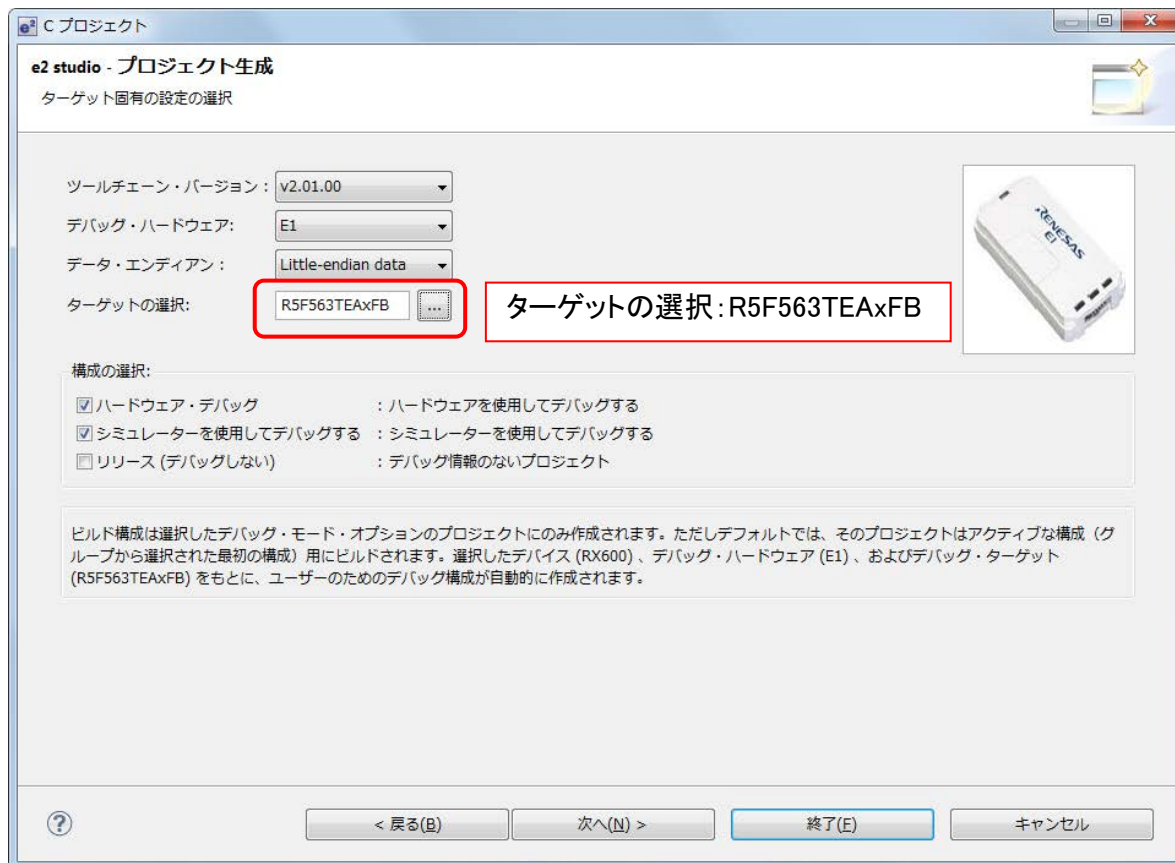 C プロジェクト
e2 studio - プロジェクト生成
ターゲット固有の設定の選択
ツールチェーン・バージョン : v2.01.00
デバッグ・ハードウェア: E1
データ・エンディアン : Little-endian data
ターゲットの選択: R5F563TEAxFB ...
ターゲットの選択：R5F563TEAxFB
RENESAS
E1
構成の選択:
ハードウェア・デバッグ : ハードウェアを使用してデバッグする
シミュレーターを使用してデバッグする : シミュレーターを使用してデバッグする
リリース (デバッグしない) : デバッグ情報のないプロジェクト
ビルド構成は選択したデバッグ・モード・オプションのプロジェクトにのみ作成されます。ただしデフォルトでは、そのプロジェクトはアクティブな構成（グ
ループから選択された最初の構成）用にビルドされます。選択したデバイス (RX600) 、デバッグ・ハードウェア (E1) 、およびデバッグ・ターゲット
(R5F563TEAxFB) をもとに、ユーザーのためのデバッグ構成が自動的に作成されます。
? < 戻る(B) 次へ(N) > 終了(F) キャンセル